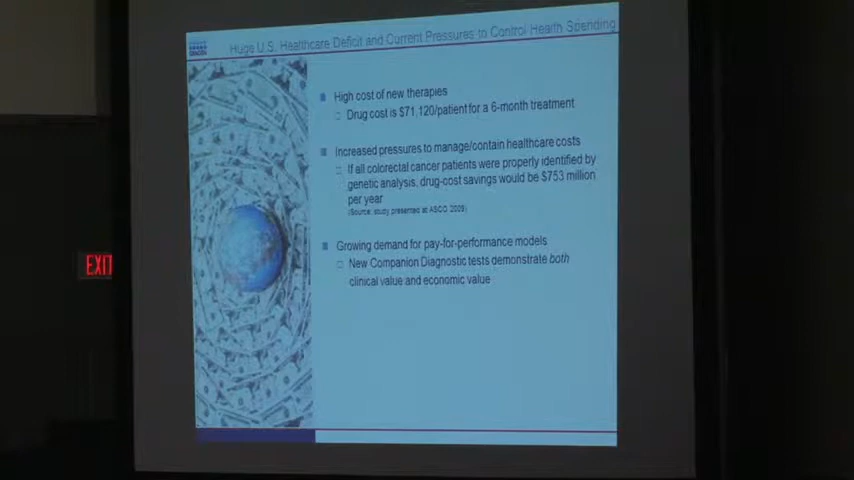 Huge U.S. Healthcare Deficit and Current Pressures to Control Health Spending
High cost of new therapies
Drug cost is $71,120/patient for a 6-month treatment
Increased pressures to manage/contain healthcare costs
If all colorectal cancer patients were properly identified by
genetic analysis, drug-cost savings would be $753 million
per year
(Source: study presented at ASCO 2009)
Growing demand for pay-for-performance models
New Companion Diagnostic tests demonstrate both
clinical value and economic value
EXIT